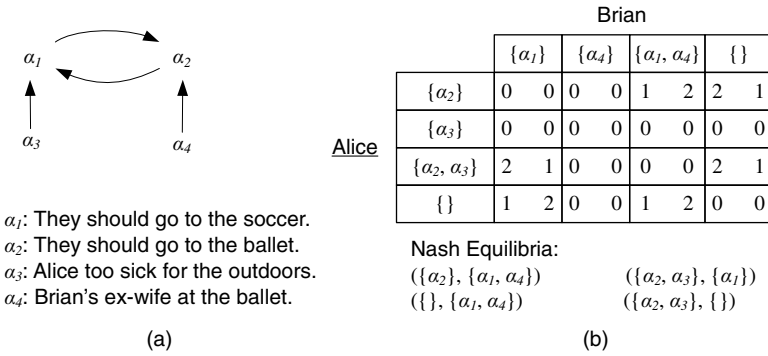 α1
α2
α3
α4
α1: They should go to the soccer.
α2: They should go to the ballet.
α3: Alice too sick for the outdoors.
α4: Brian's ex-wife at the ballet.
(a)
Brian
{α1} {α4} {α1, α4} {}
{α2} 0 0 0 0 1 2 2 1
{α3} 0 0 0 0 0 0 0 0
Alice
{α2, α3} 2 1 0 0 0 0 2 1
{} 1 2 0 0 1 2 0 0
Nash Equilibria:
({α2}, {α1, α4}) ({α2, α3}, {α1})
({}, {α1, α4}) ({α2, α3}, {})
(b)